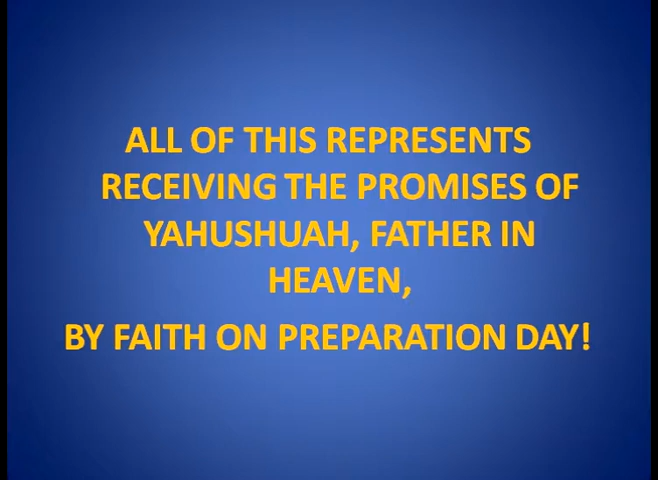 ALL OF THIS REPRESENTS
RECEIVING THE PROMISES OF
YAHUSHUAH, FATHER IN
HEAVEN,
BY FAITH ON PREPARATION DAY!